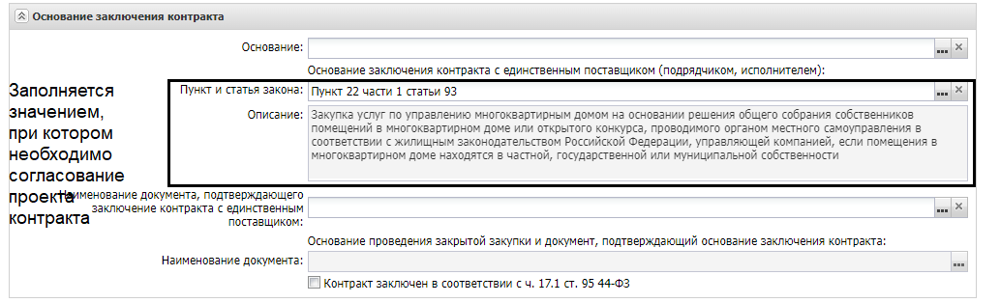 Основание заключения контракта
Основание:
Основание заключения контракта с единственным поставщиком (подрядчиком, исполнителем):
Заполняется
значением,
при котором
необходимо
согласование
проекта
контракта
Пункт и статья закона: Пункт 22 части 1 статьи 93
Описание: Закупка услуг по управлению многоквартирным домом на основании решения общего собрания собственников
помещений в многоквартирном доме или открытого конкурса, проводимого органом местного самоуправления в
соответствии с жилищным законодательством Российской Федерации, управляющей компанией, если помещения в
многоквартирном доме находятся в частной, государственной или муниципальной собственности
Наименование документа, подтверждающего
заключение контракта с единственным
поставщиком:
Основание проведения закрытой закупки и документ, подтверждающий основание заключения контракта:
Наименование документа:
Контракт заключен в соответствии с ч. 17.1 ст. 95 44-ФЗ